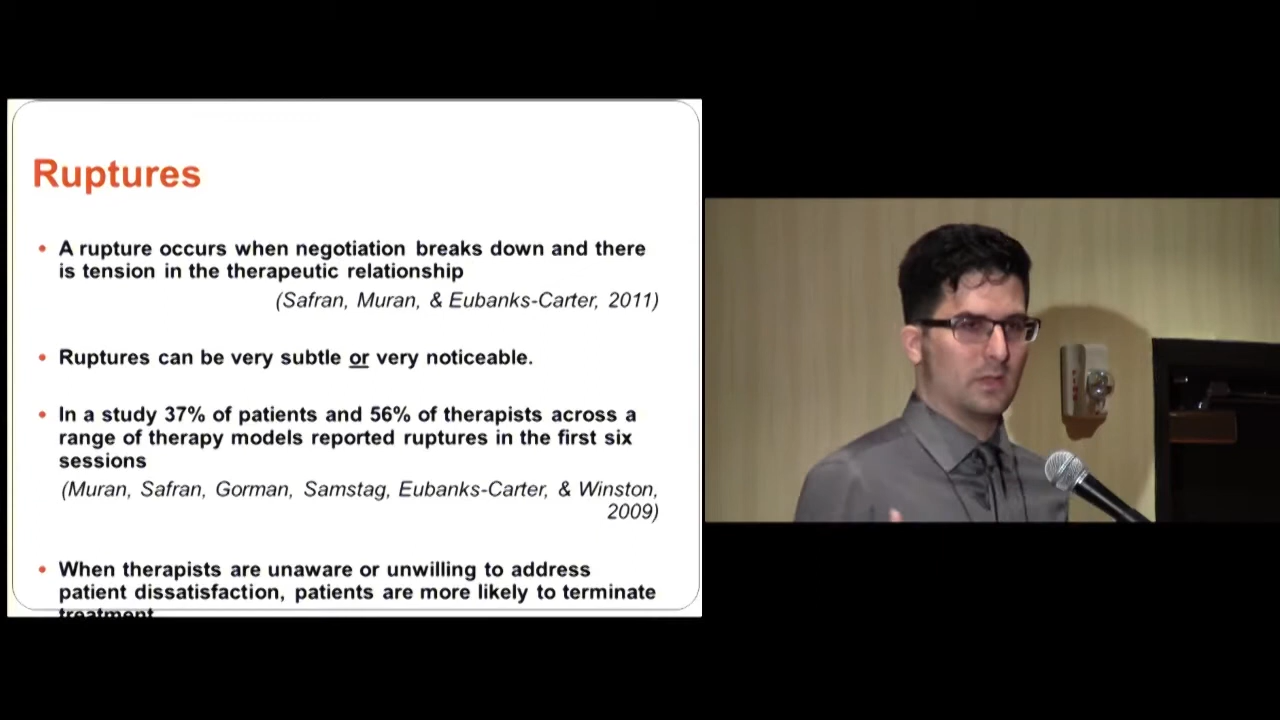 Ruptures
• A rupture occurs when negotiation breaks down and there
is tension in the therapeutic relationship
(Safran, Muran, & Eubanks-Carter, 2011)
• Ruptures can be very subtle or very noticeable.
• In a study 37% of patients and 56% of therapists across a
range of therapy models reported ruptures in the first six
sessions
(Muran, Safran, Gorman, Samstag, Eubanks-Carter, & Winston,
2009)
• When therapists are unaware or unwilling to address
patient dissatisfaction, patients are more likely to terminate
treatment